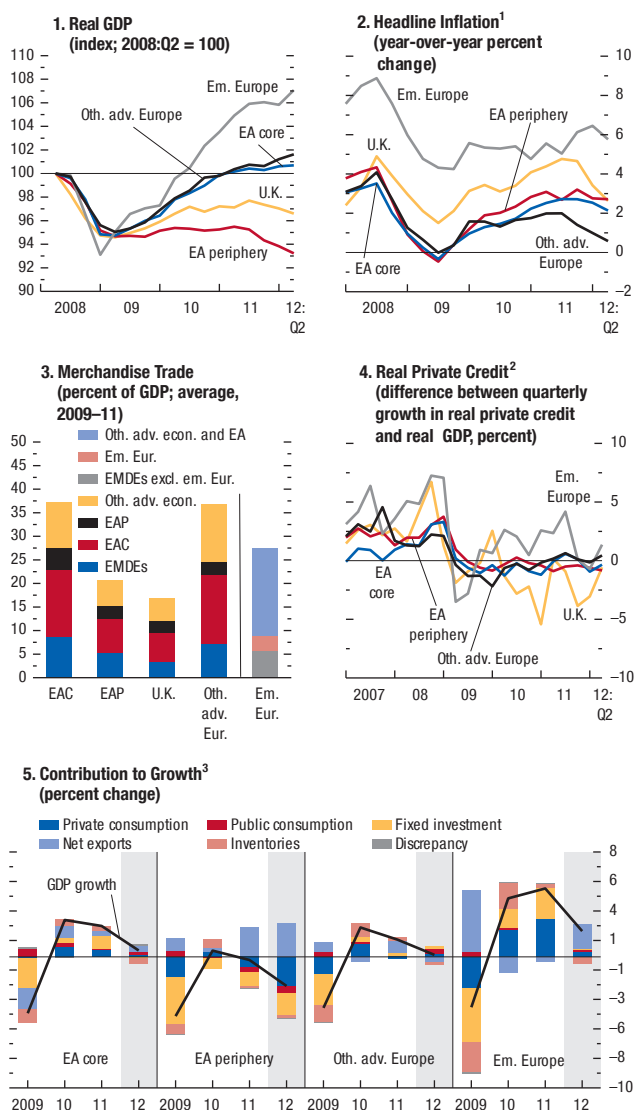 1. Real GDP
(index; 2008:Q2 = 100)
110
108
106
104
102
100
98
96
94
92
90
Em. Europe
Oth. adv. Europe
EA core
U.K.
EA periphery
2008
09
10
11
12:
Q2
2. Headline Inflation¹
(year-over-year percent
change)
10
8
6
4
2
0
–2
Em. Europe
EA periphery
U.K.
EA core
Oth. adv.
Europe
2008
09
10
11
12:
Q2
3. Merchandise Trade
(percent of GDP; average,
2009–11)
50
45
40
35
30
25
20
15
10
5
0
Oth. adv. econ. and EA
Em. Eur.
EMDEs excl. em. Eur.
Oth. adv. econ.
EAP
EAC
EMDEs
EAC
EAP
U.K.
Oth.
adv.
Eur.
Em.
Eur.
4. Real Private Credit²
(difference between quarterly
growth in real private credit
and real GDP, percent)
10
5
0
–5
–10
Em.
Europe
EA
core
EA
periphery
U.K.
Oth. adv. Europe
2007
08
09
10
11
12:
Q2
5. Contribution to Growth³
(percent change)
Private consumption
Public consumption
Fixed investment
Net exports
Inventories
Discrepancy
8
6
4
1
–1
–4
–6
–8
–10
GDP growth
EA core
EA periphery
Oth. adv. Europe
Em. Europe
2009 10 11 12 2009 10 11 12 2009 10 11 12 2009 10 11 12